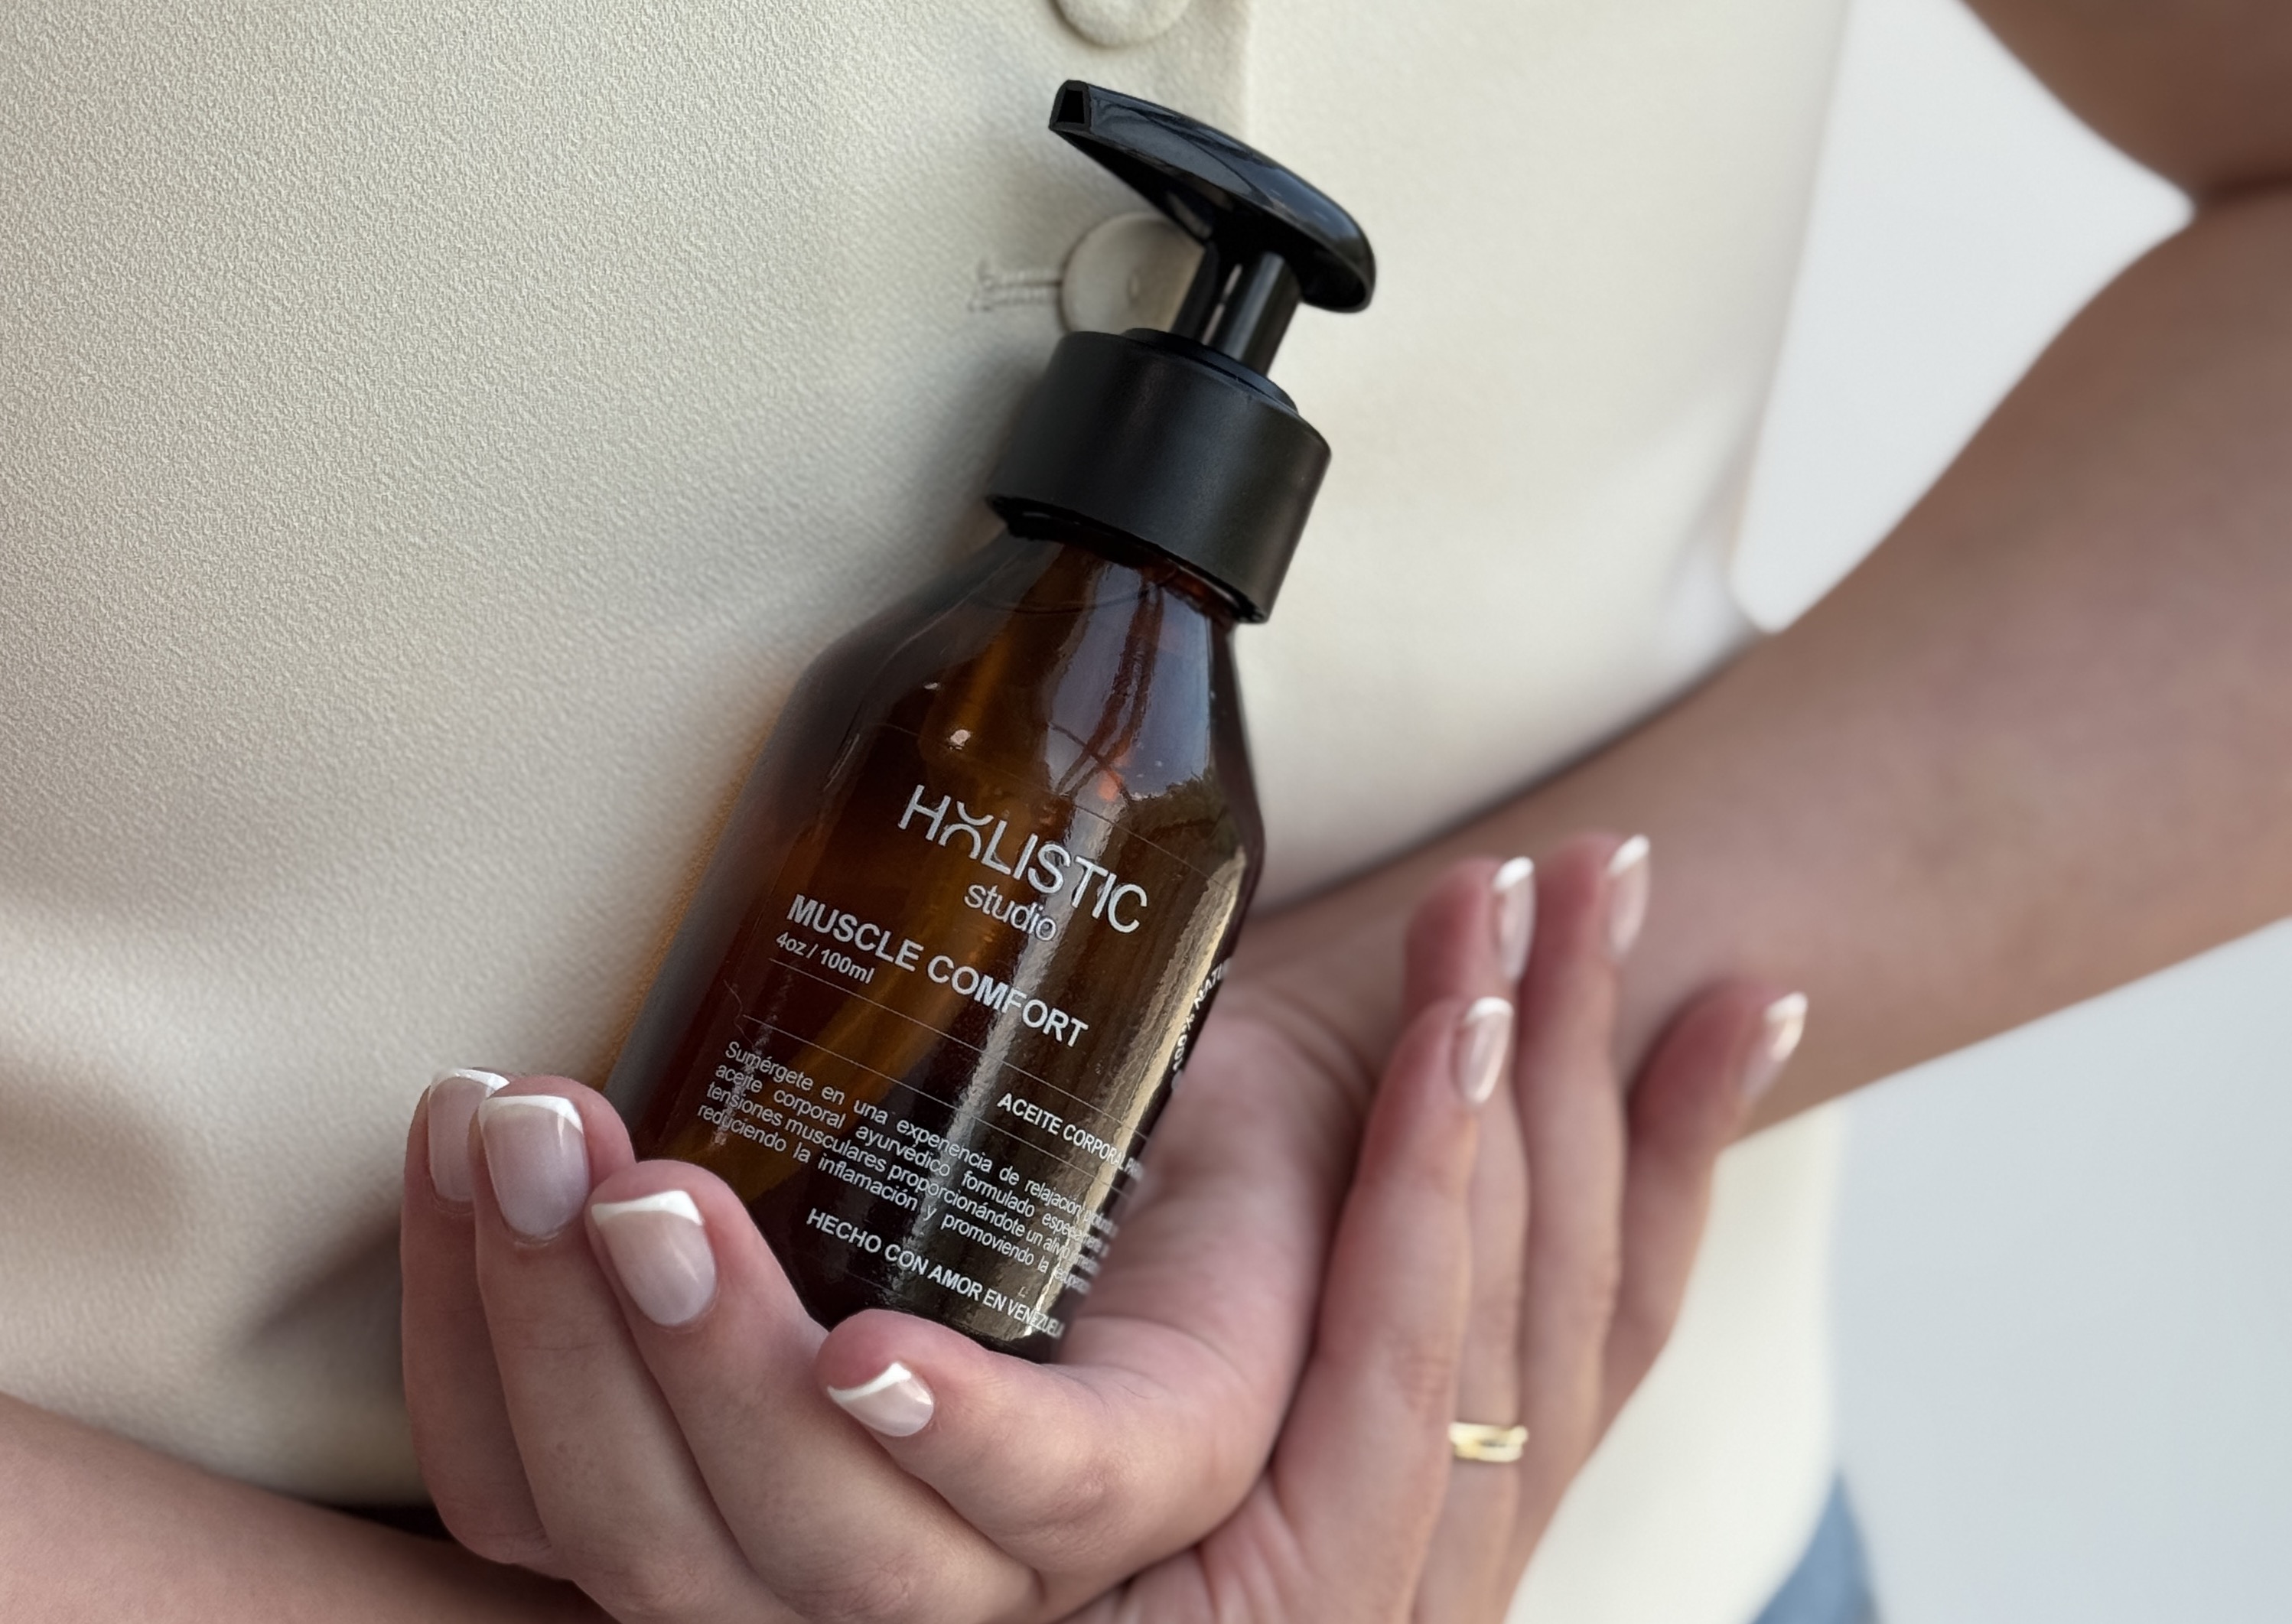 HOLISTIC
studio
MUSCLE COMFORT
4oz / 100ml
ACEITE CORPORAL
Sumérgete en una experiencia de relajación
aceite corporal ayurvédico formulado
tensiones musculares proporcionándote un alivio
reduciendo la inflamación y promoviendo la
HECHO CON AMOR EN VENEZUELA